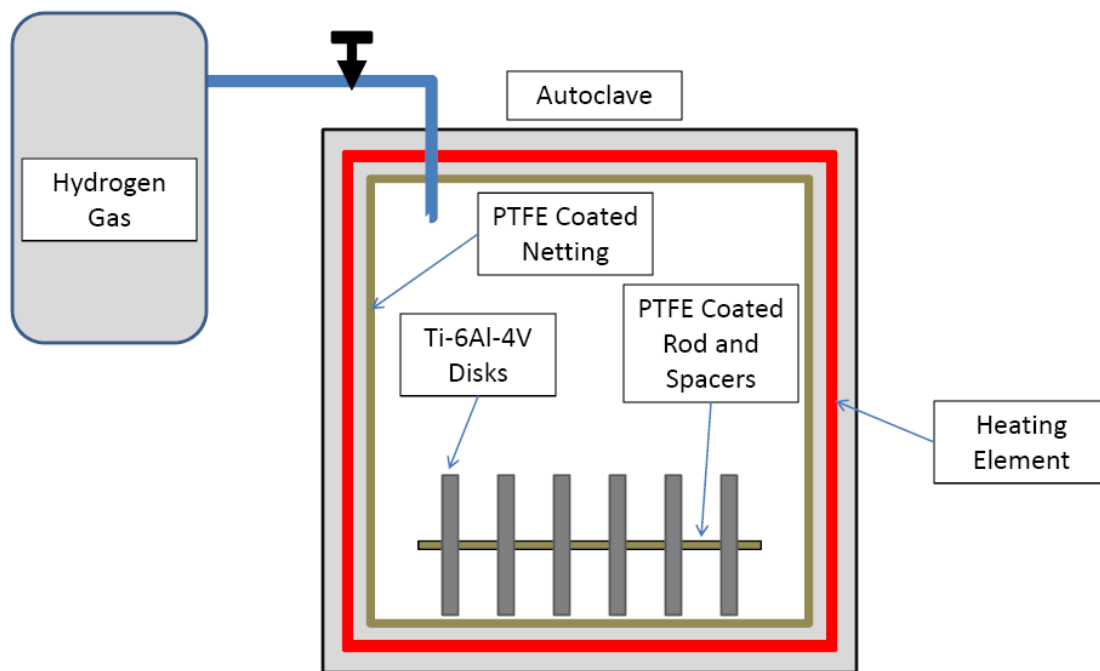 Autoclave
Hydrogen
Gas
PTFE Coated
Netting
PTFE Coated
Rod and
Spacers
Ti-6Al-4V
Disks
Heating
Element